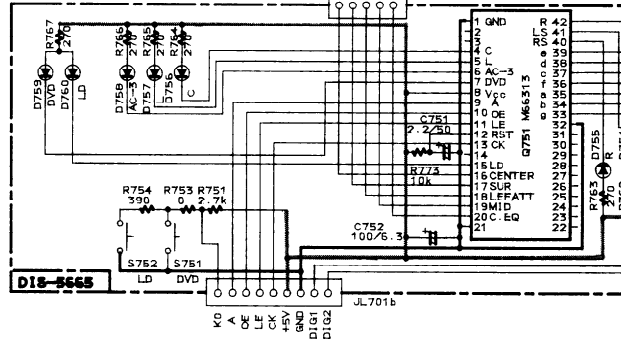 R767
270
R766
270
R765
270
R764
270
D759
DVD
D760
LD
D758
AC-3
D757
L
D756
C
1 GND
2
3
4 C
5 L
6 AC-3
7 DVD
8 Vcc
9 A
10 OE
11 LE
12 RST
13 CK
14
15 LD
16 CENTER
17 SUR
18 LEFATT
19 MID
20 C.EQ
21
Q751 M66313
R 42
LS 41
RS 40
e 39
d 38
c 37
f 36
a 35
b 34
g 33
32
31
30
29
28
27
26
25
24
23
22
C751
2.2/50
R773
10k
C752
100/6.3
D755
R
R763
270
R754
390
R753
0
R751
2.7k
S752
LD
S751
DVD
DIS-5665
JL701b
K0
A
OE
LE
CK
+5V
GND
DIG1
DIG2